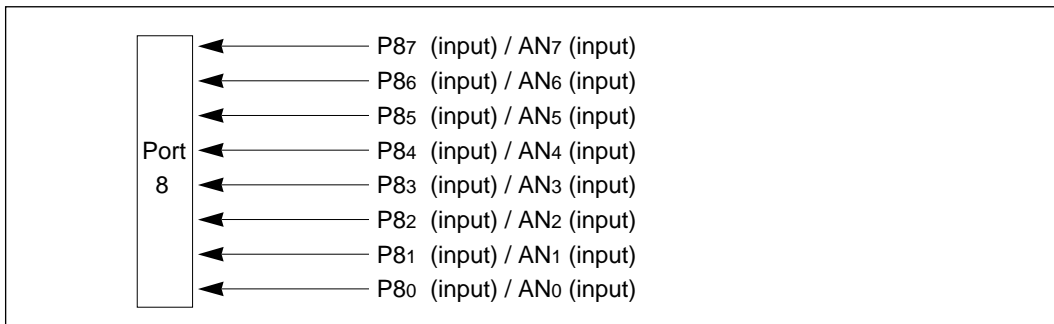 P87 (input) / AN7 (input)
P86 (input) / AN6 (input)
P85 (input) / AN5 (input)
Port 8
P84 (input) / AN4 (input)
P83 (input) / AN3 (input)
P82 (input) / AN2 (input)
P81 (input) / AN1 (input)
P80 (input) / AN0 (input)